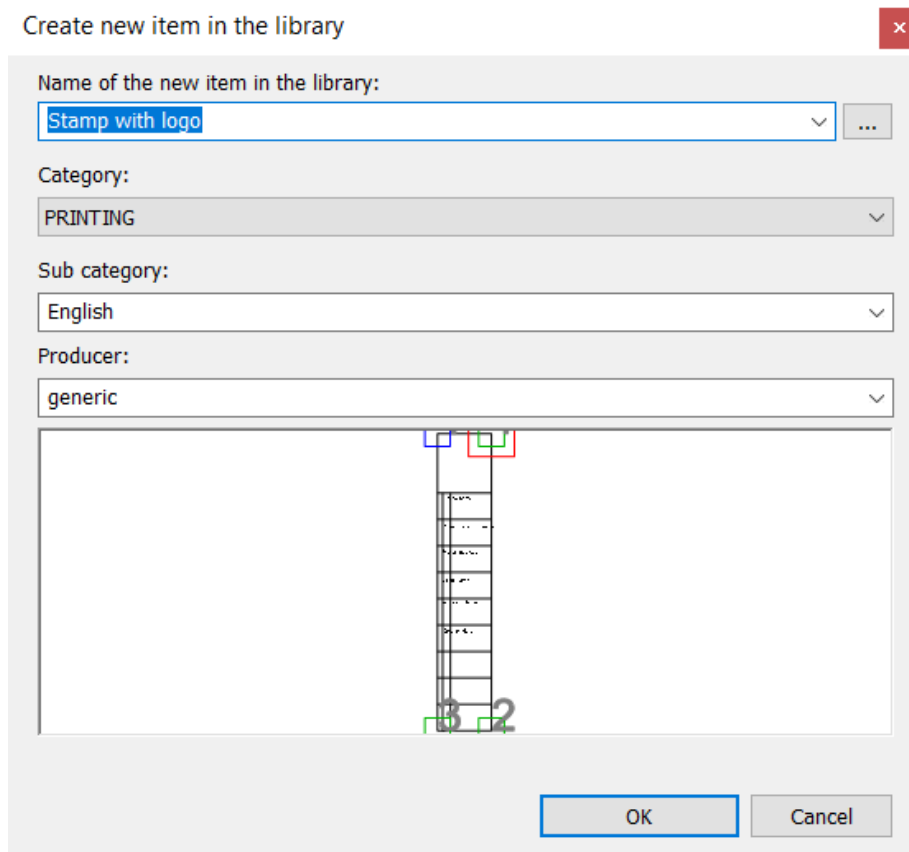 Create new item in the library
Name of the new item in the library:
Stamp with logo
...
Category:
PRINTING
Sub category:
English
Producer:
generic
3 2
OK Cancel